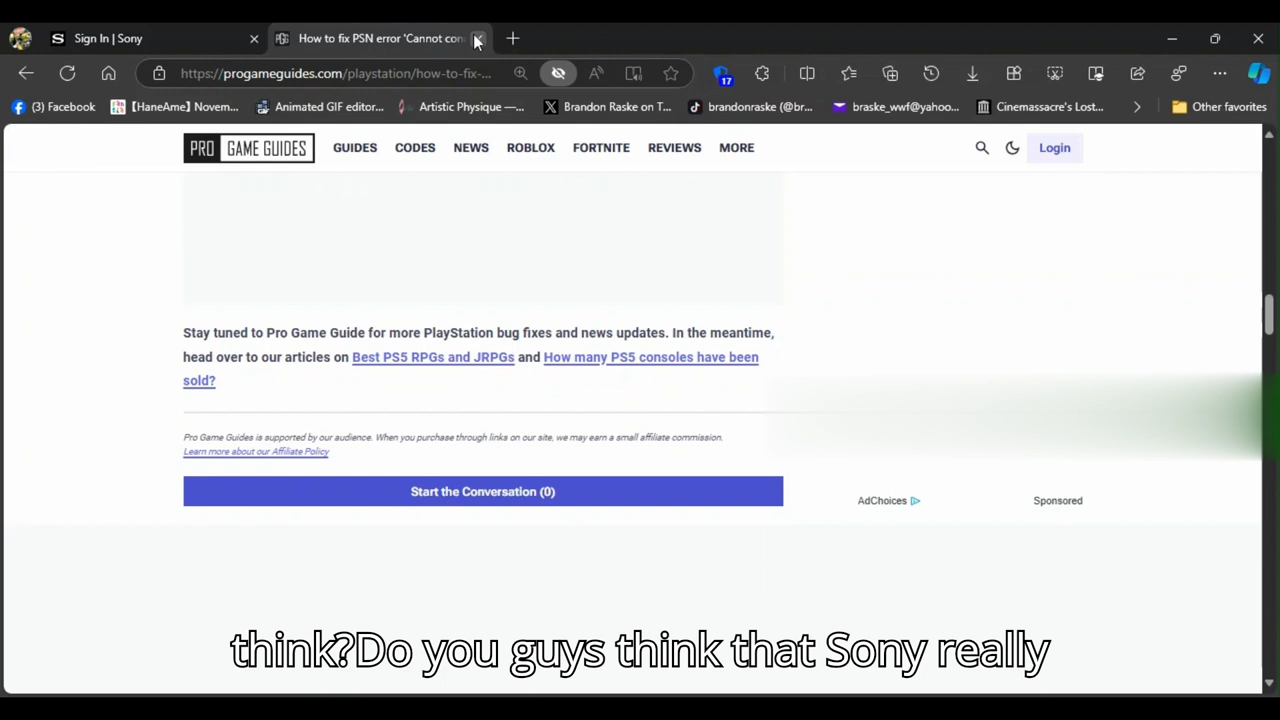 Sign In | Sony
How to fix PSN error 'Cannot con
https://progameguides.com/playstation/how-to-fix-...
17
(3) Facebook
[HaneAme] Novem...
Animated GIF editor...
Artistic Physique —...
Brandon Raske on T...
brandonraske (@br...
braske_wwf@yahoo...
Cinemassacre's Lost...
Other favorites
PRO GAME GUIDES
GUIDES
CODES
NEWS
ROBLOX
FORTNITE
REVIEWS
MORE
Login
Stay tuned to Pro Game Guide for more PlayStation bug fixes and news updates. In the meantime,
head over to our articles on Best PS5 RPGs and JRPGs and How many PS5 consoles have been
sold?
Pro Game Guides is supported by our audience. When you purchase through links on our site, we may earn a small affiliate commission.
Learn more about our Affiliate Policy
Start the Conversation (0)
AdChoices
Sponsored
think?Do you guys think that Sony really